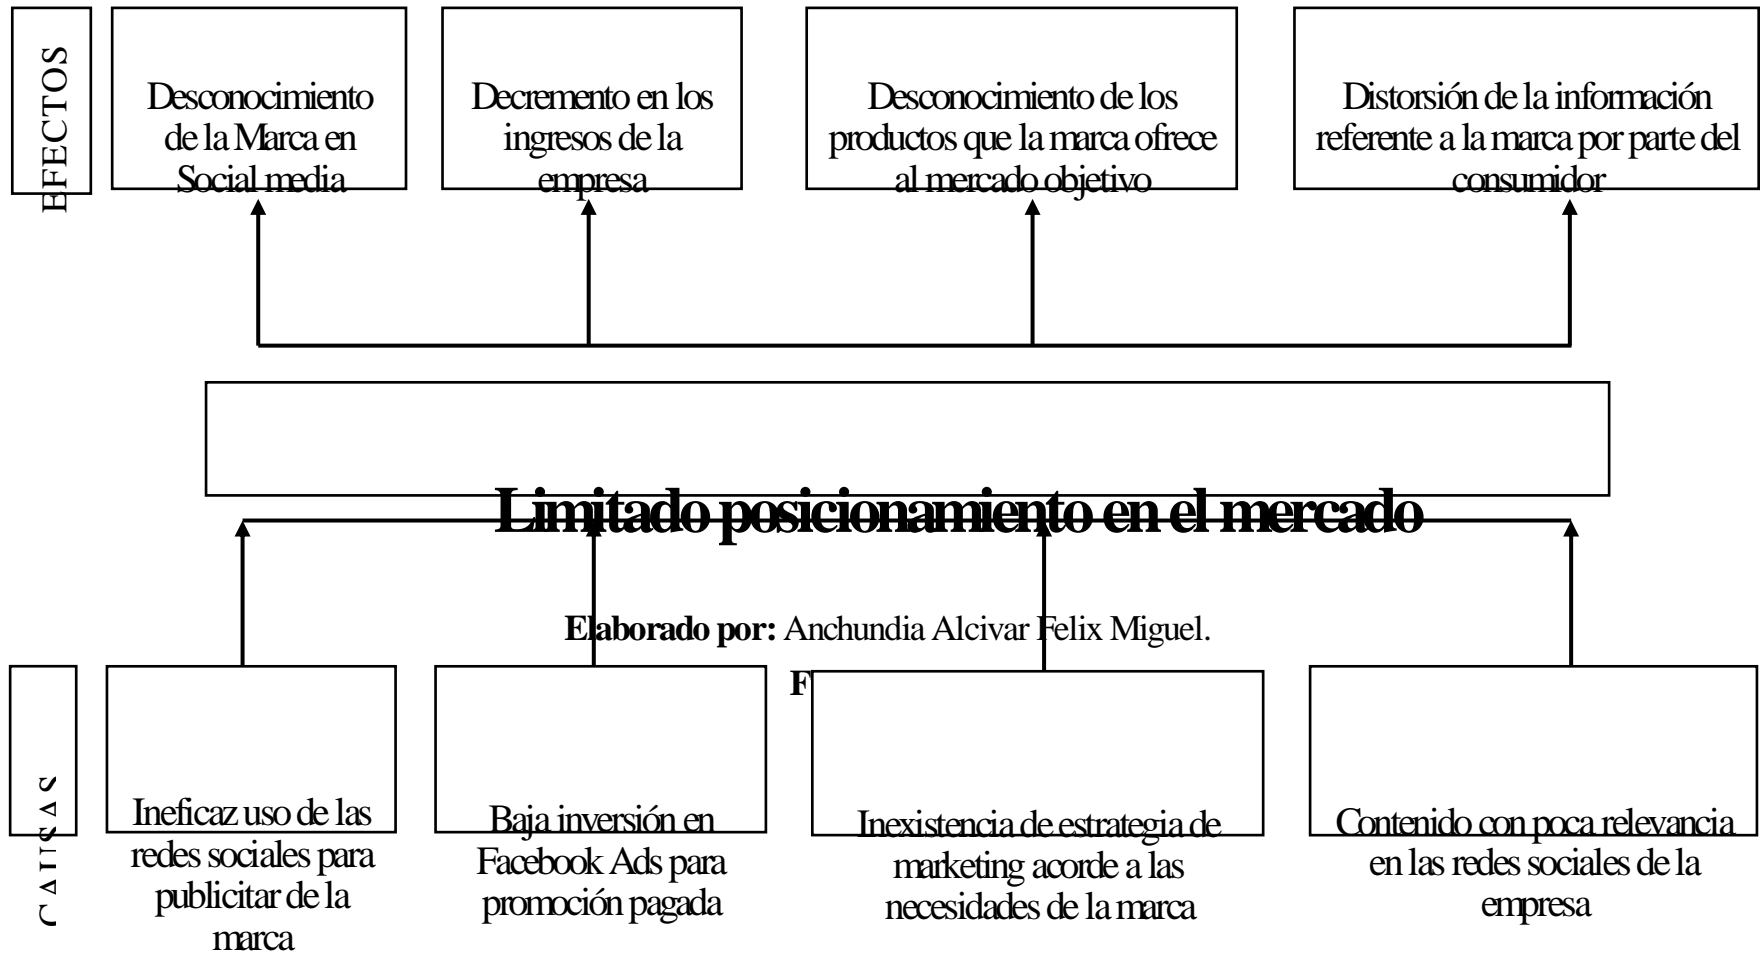 EFECTOS
Desconocimiento
de la Marca en
Social media
Decremento en los
ingresos de la
empresa
Desconocimiento de los
productos que la marca ofrece
al mercado objetivo
Distorsión de la información
referente a la marca por parte del
consumidor
Limitado posicionamiento en el mercado
Elaborado por: Anchundia Alcivar Felix Miguel.
F
CAUSAS
Ineficaz uso de las
redes sociales para
publicitar de la
marca
Baja inversión en
Facebook Ads para
promoción pagada
Inexistencia de estrategia de
marketing acorde a las
necesidades de la marca
Contenido con poca relevancia
en las redes sociales de la
empresa